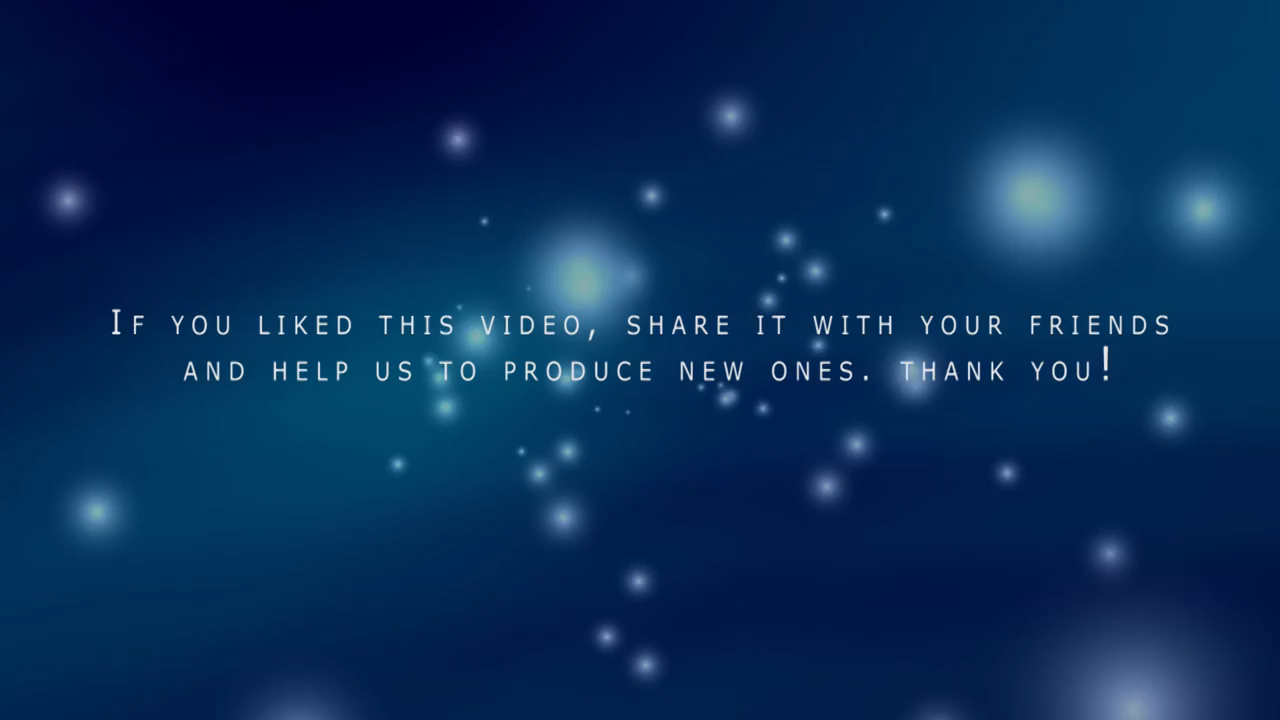 If you liked this video, share it with your friends
and help us to produce new ones. thank you!